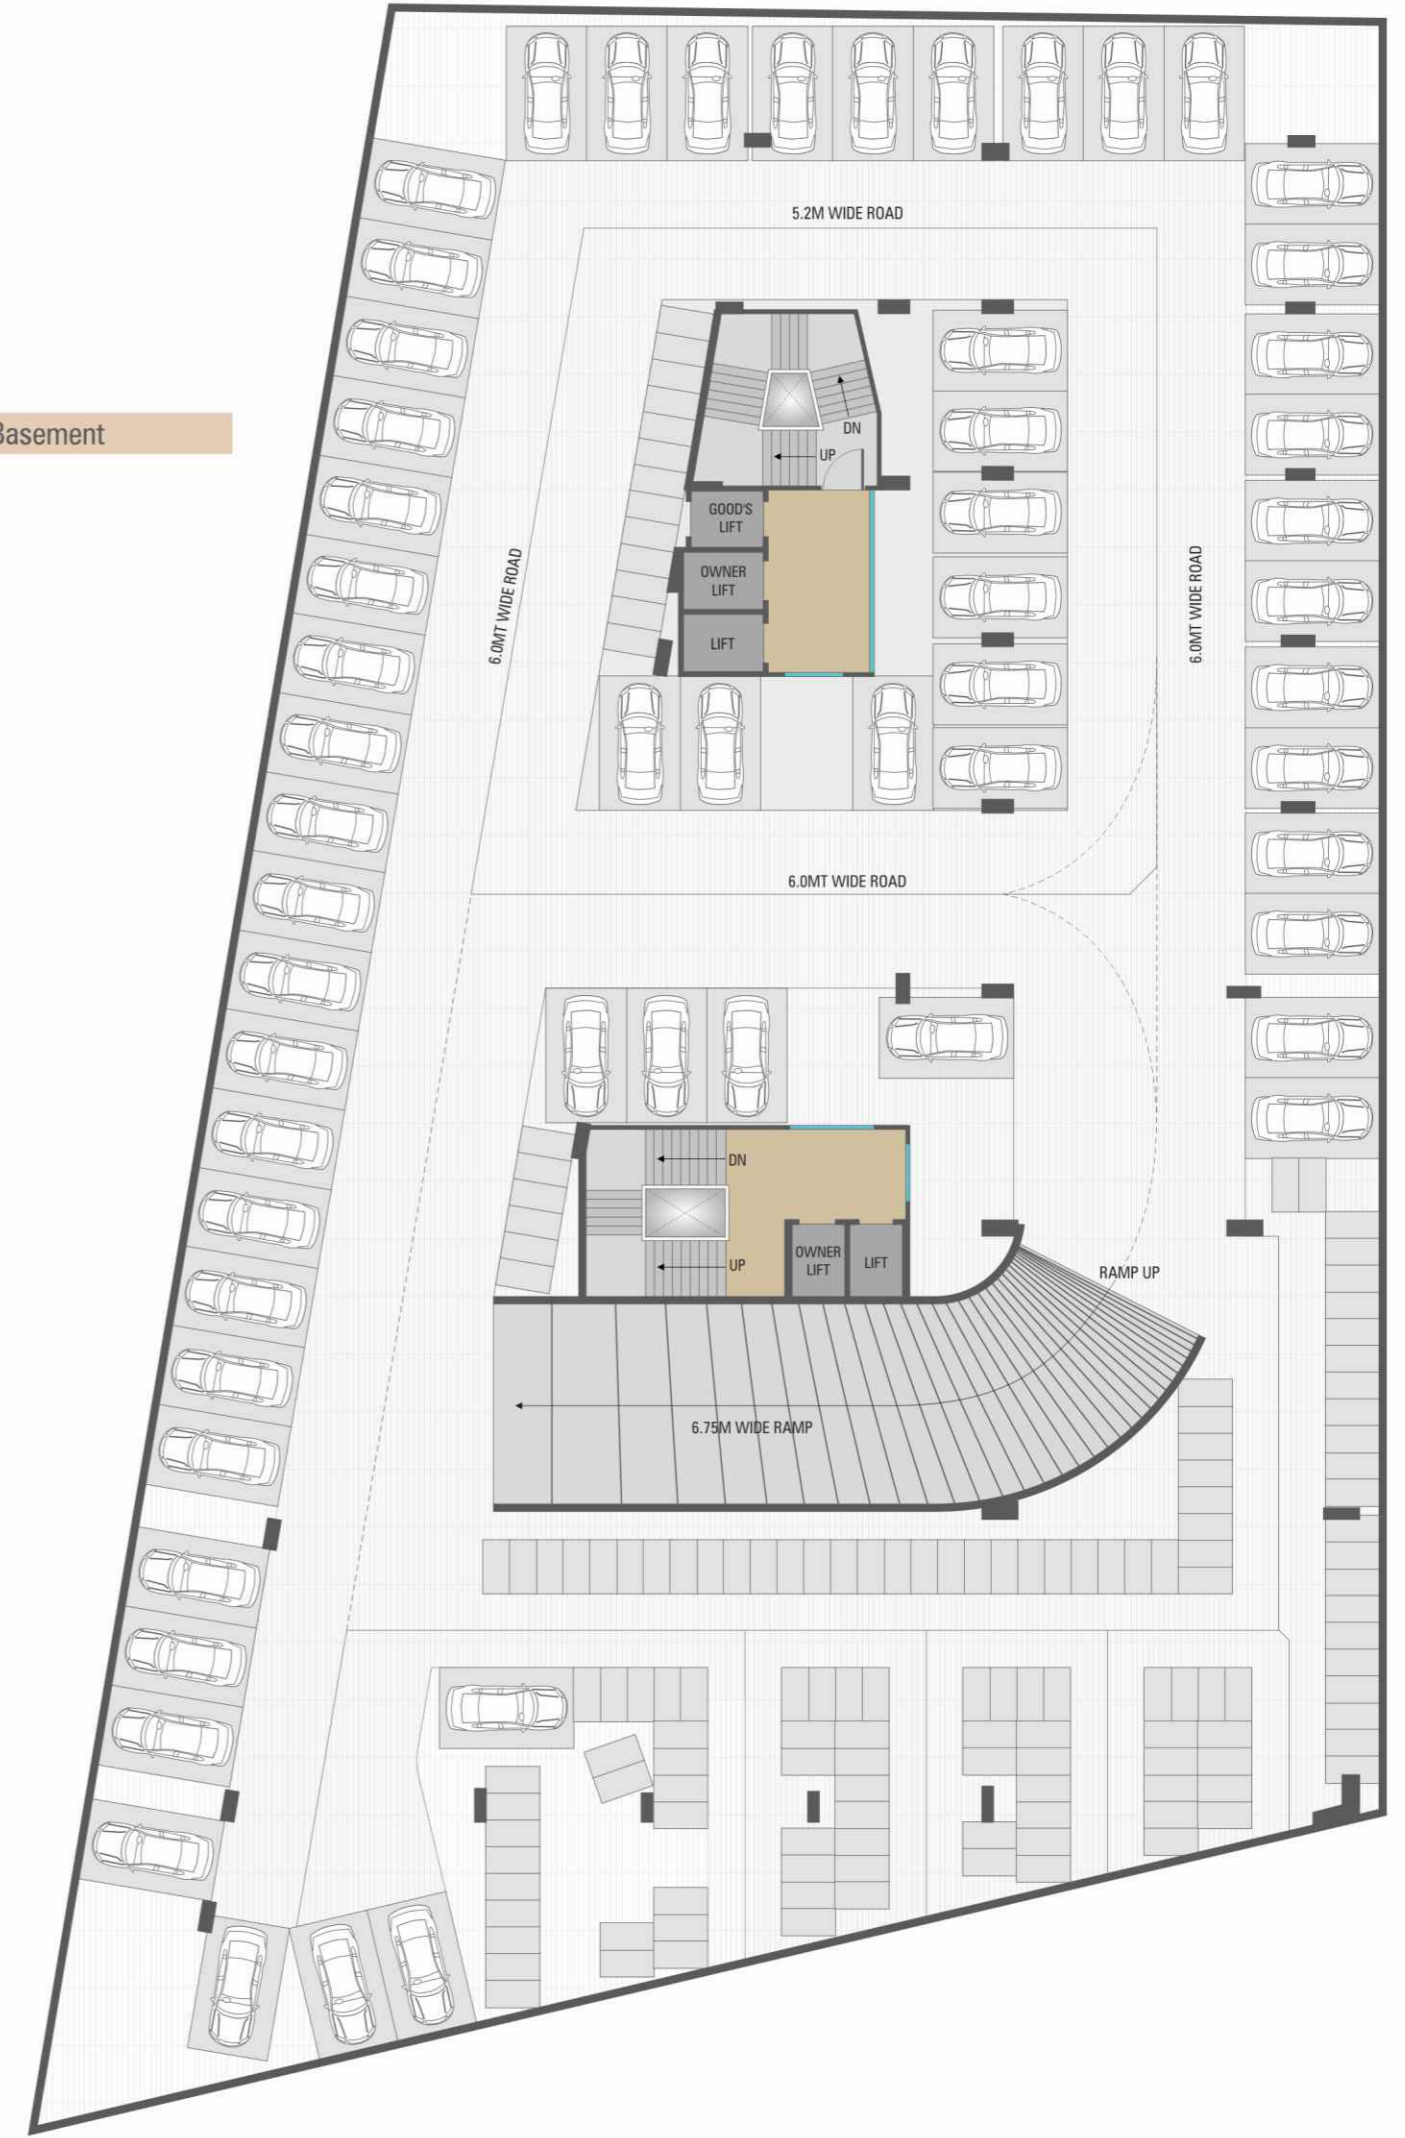 5.2M WIDE ROAD
Basement
DN
UP
GOOD'S
LIFT
OWNER
LIFT
LIFT
6.0MT WIDE ROAD
6.0MT WIDE ROAD
6.0MT WIDE ROAD
DN
UP
OWNER
LIFT
LIFT
RAMP UP
6.75M WIDE RAMP